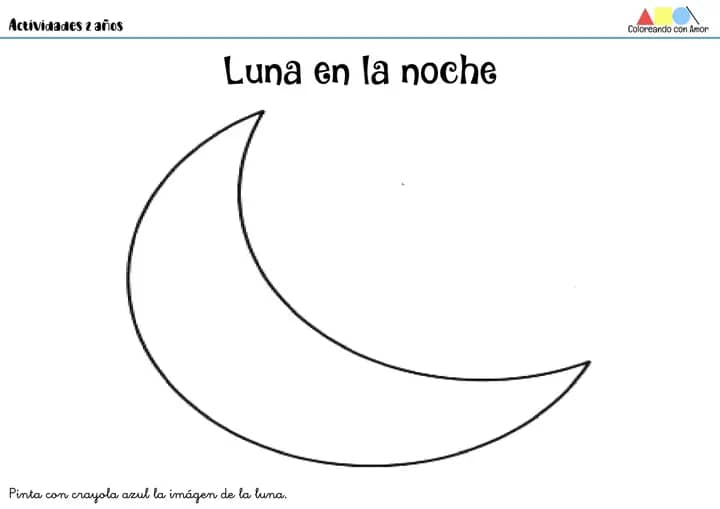 Actividades 2 años
Coloreando con Amor
Luna en la noche
Pinta con crayola azul la imágen de la luna.